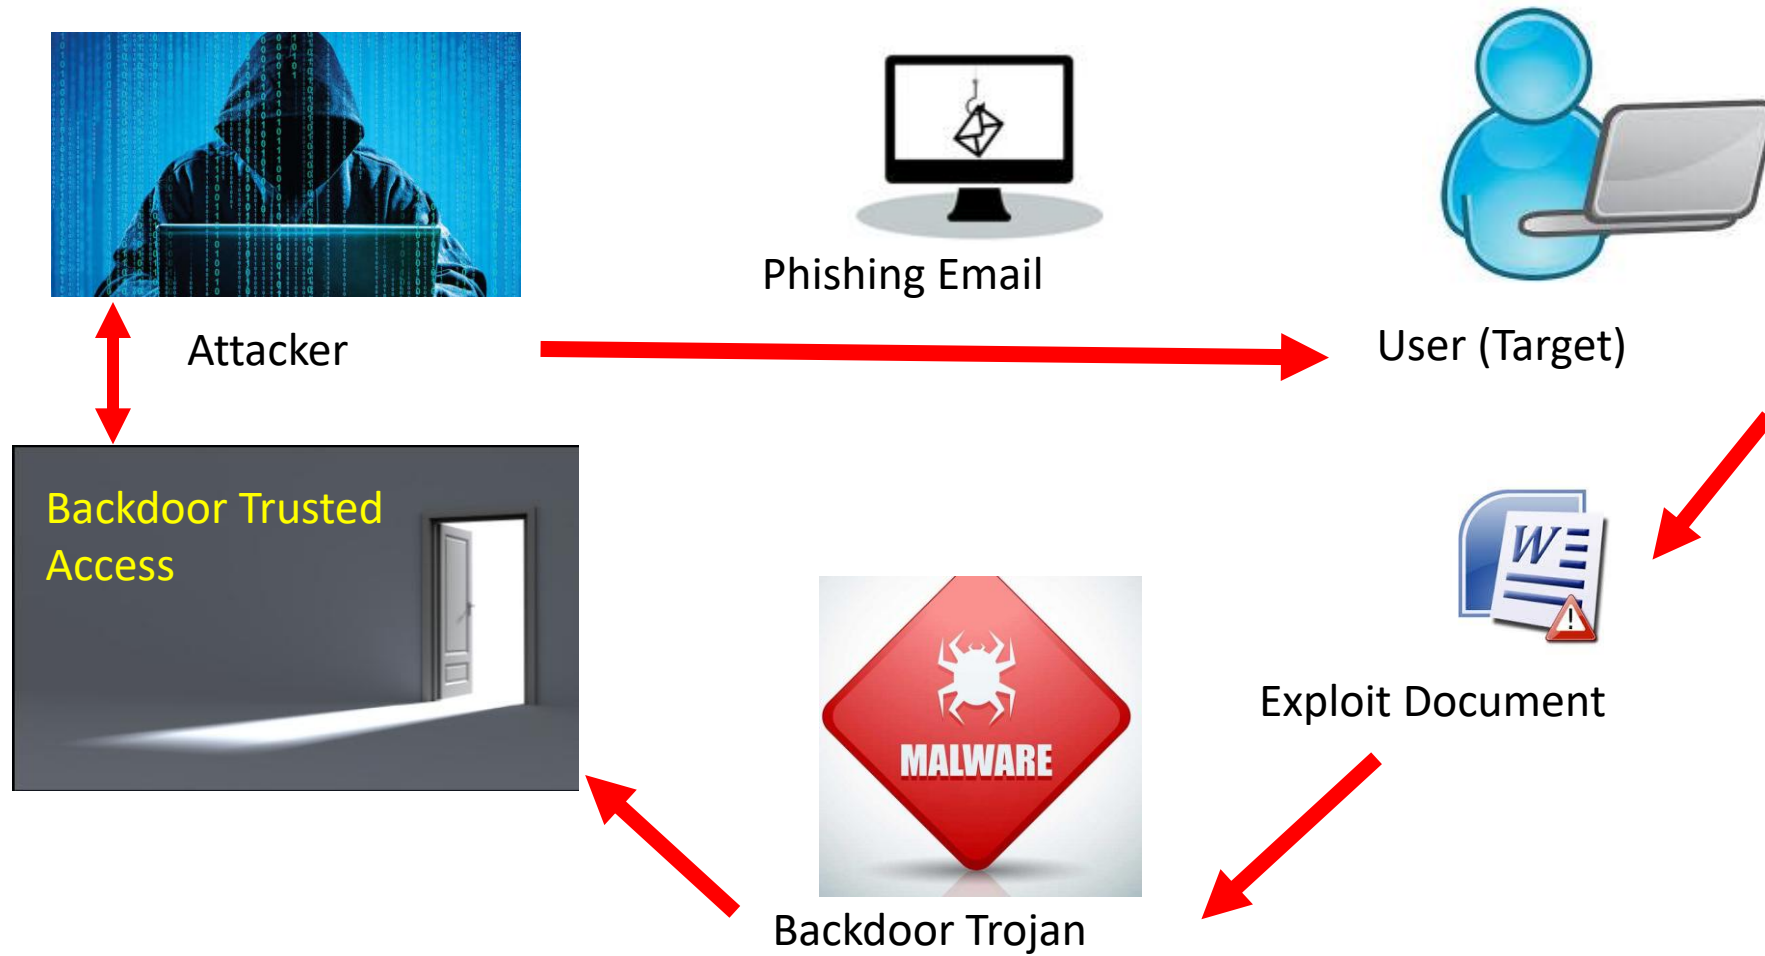 Phishing Email
Attacker
User (Target)
Backdoor Trusted
Access
W
Exploit Document
MALWARE
Backdoor Trojan